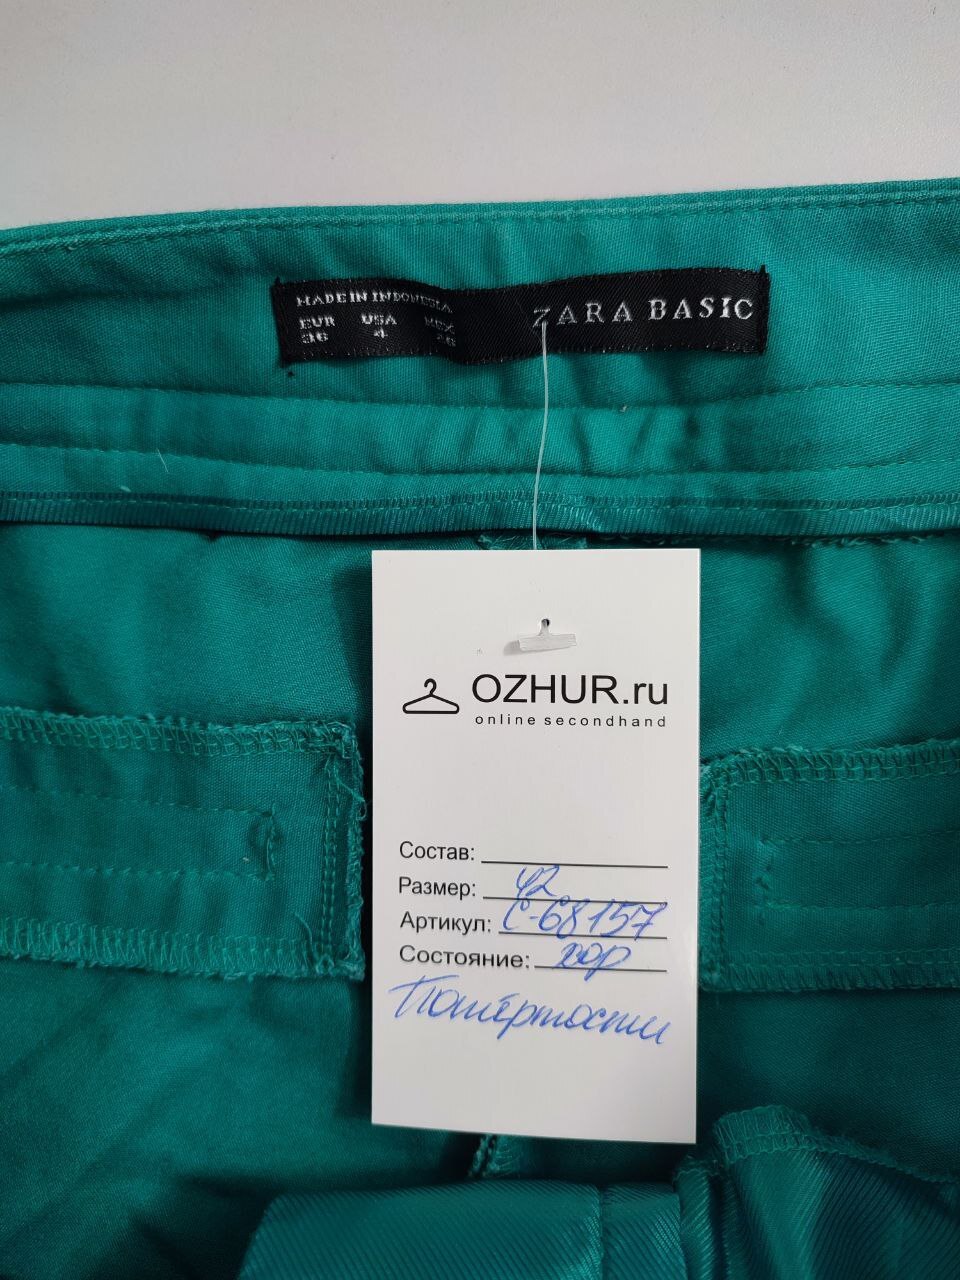 MADE IN INDONESIA
EUR USA MEX
36 4 26
ZARA BASIC
OZHUR.ru
online secondhand
Состав:
Размер: 42
Артикул: С-68157
Состояние: хор
Потёртости